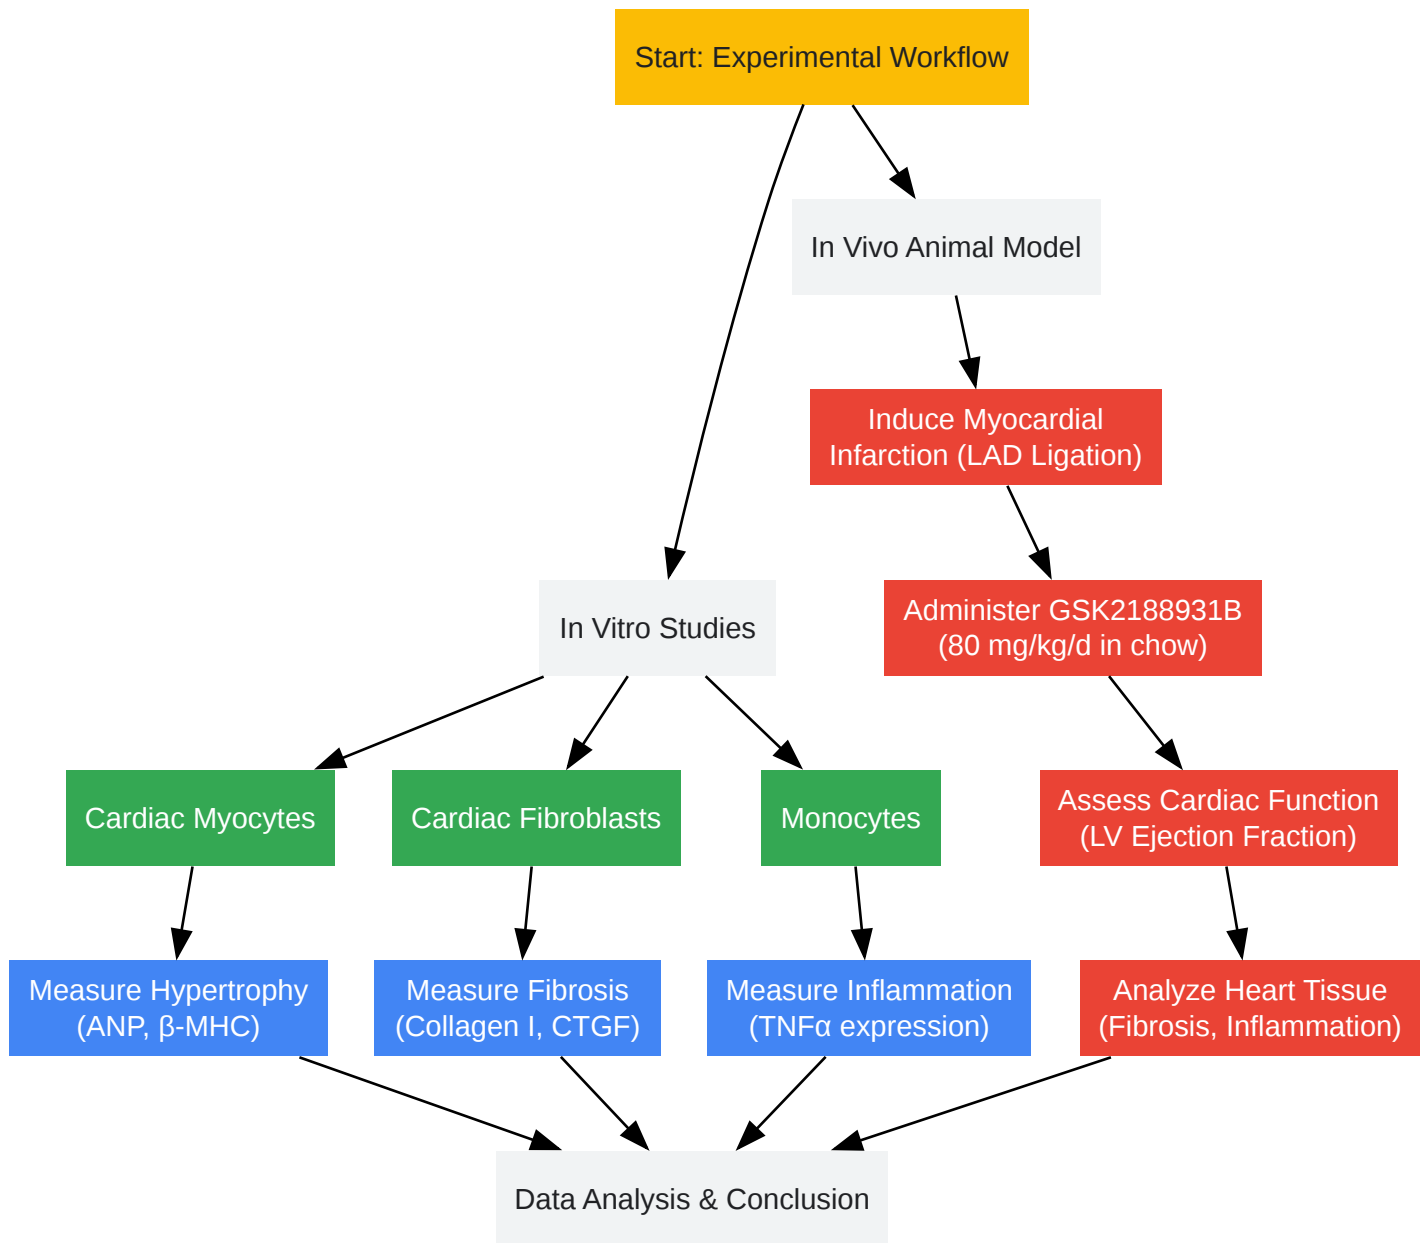 Start: Experimental Workflow
In Vivo Animal Model
Induce Myocardial
Infarction (LAD Ligation)
In Vitro Studies
Administer GSK2188931B
(80 mg/kg/d in chow)
Cardiac Myocytes
Cardiac Fibroblasts
Monocytes
Assess Cardiac Function
(LV Ejection Fraction)
Measure Hypertrophy
(ANP, β-MHC)
Measure Fibrosis
(Collagen I, CTGF)
Measure Inflammation
(TNFα expression)
Analyze Heart Tissue
(Fibrosis, Inflammation)
Data Analysis & Conclusion